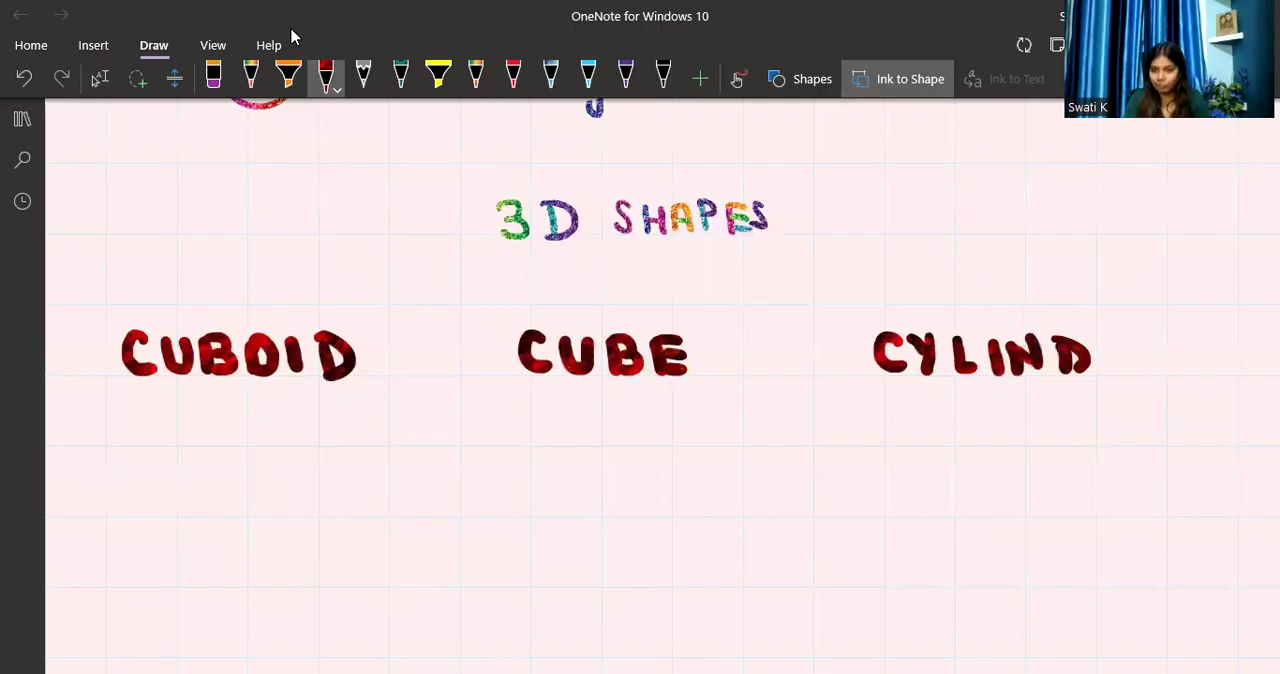 OneNote for Windows 10
Home Insert Draw View Help
Shapes Ink to Shape Ink to Text
Swati K
3D SHAPES
CUBOID CUBE CYLIND